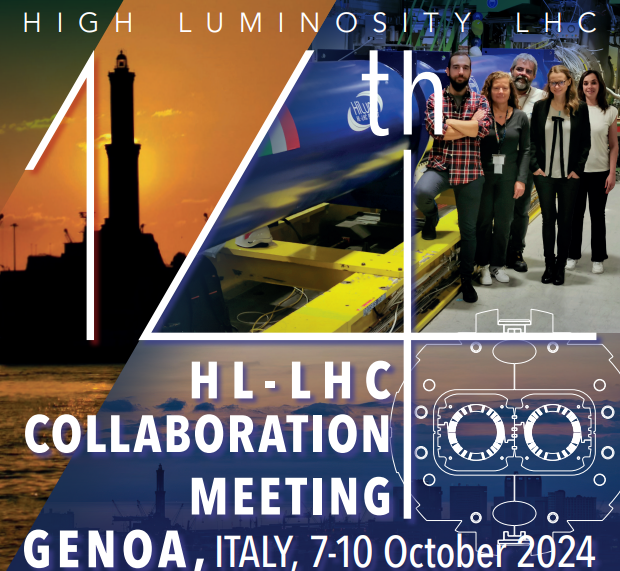 HIGH LUMINOSITY LHC
14th
HL-LHC
COLLABORATION
MEETING
GENOA, ITALY, 7-10 October 2024